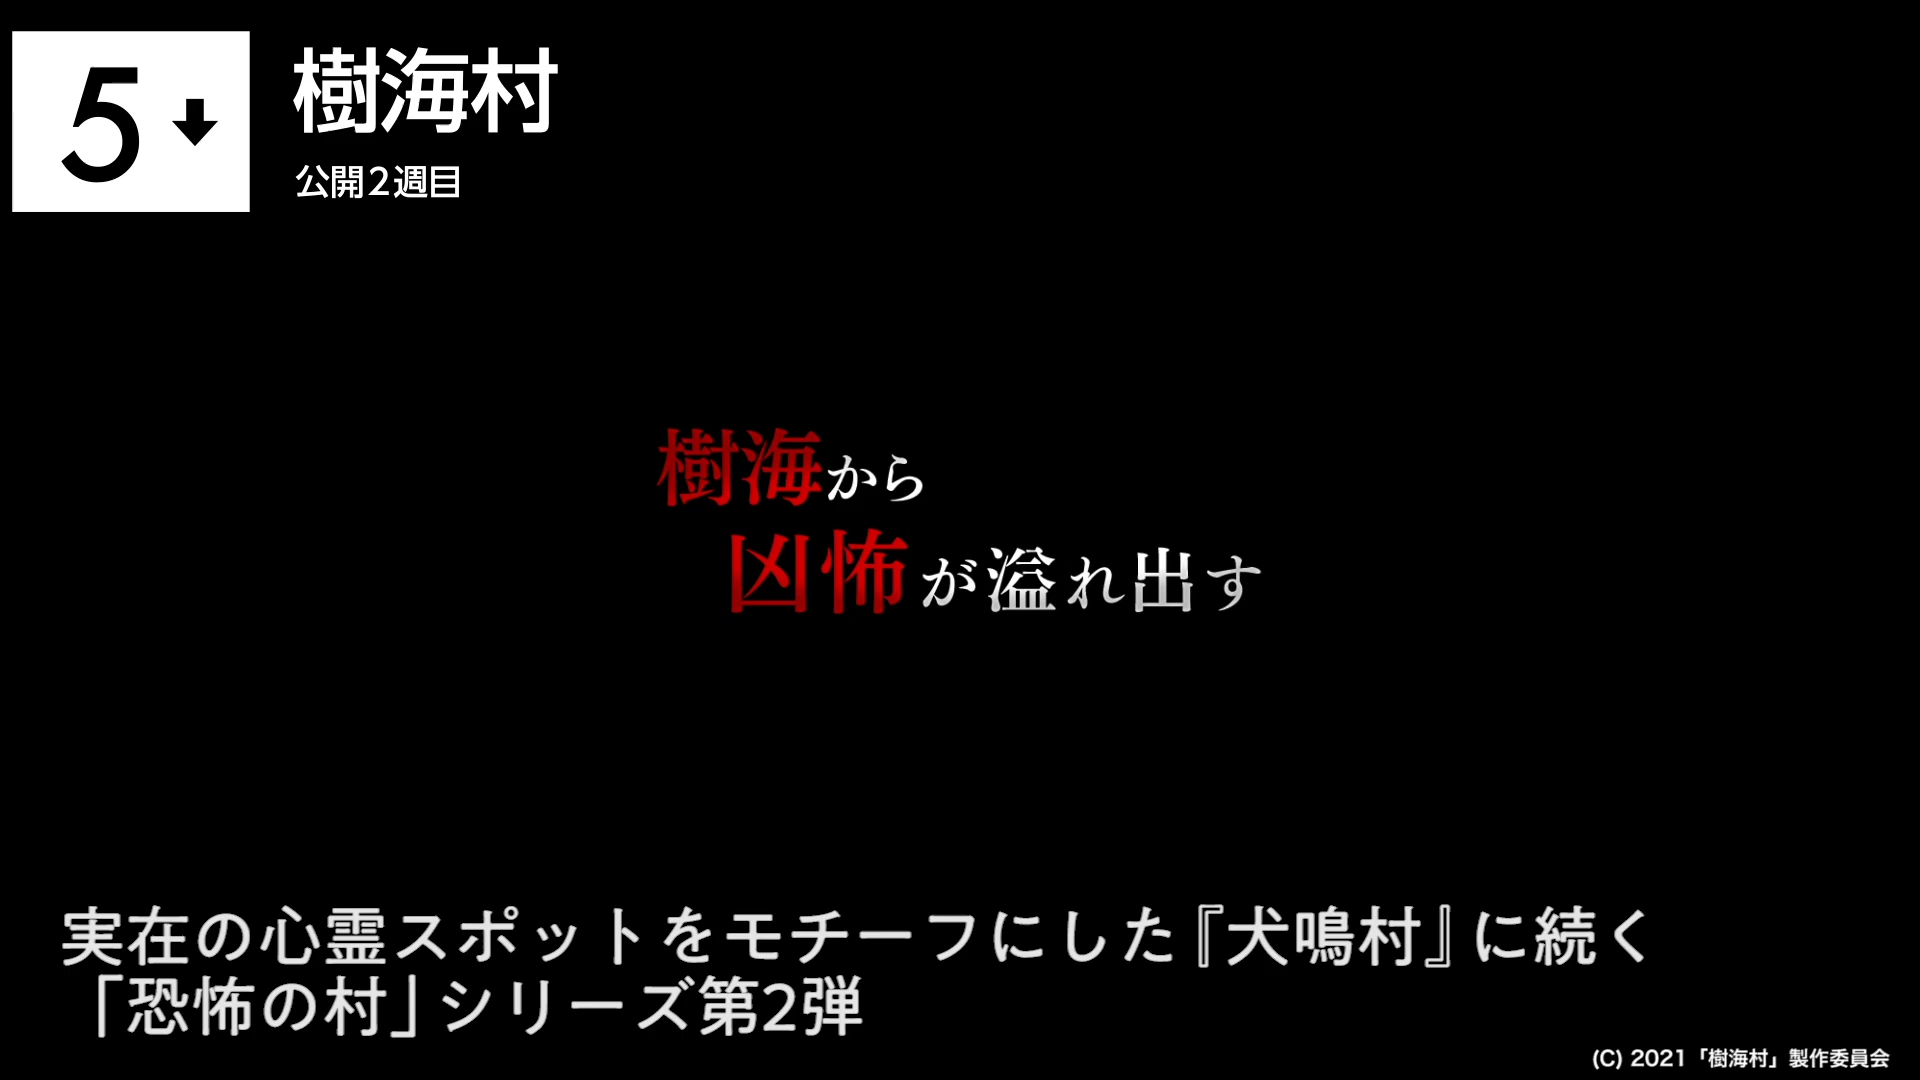 5
樹海村
公開2週目
樹海から
凶怖が溢れ出す
実在の心霊スポットをモチーフにした『犬鳴村』に続く
「恐怖の村」シリーズ第2弾
(C) 2021「樹海村」製作委員会